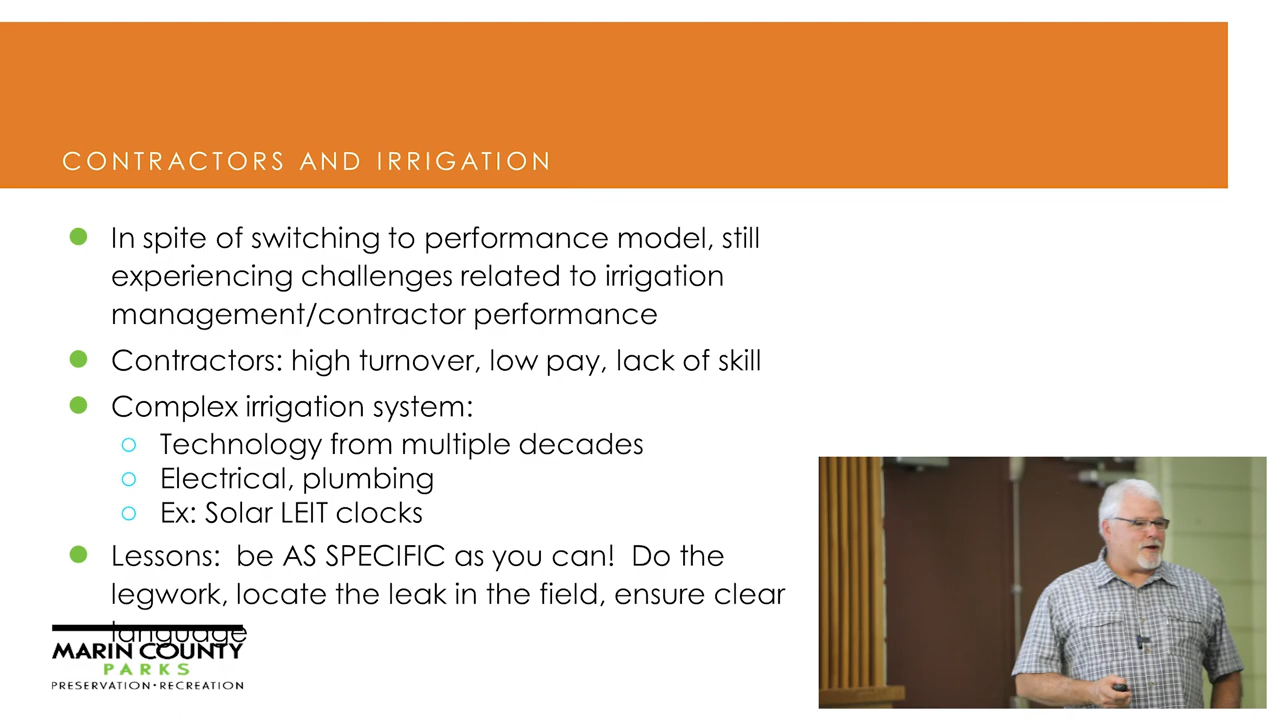 CONTRACTORS AND IRRIGATION
In spite of switching to performance model, still
experiencing challenges related to irrigation
management/contractor performance
Contractors: high turnover, low pay, lack of skill
Complex irrigation system:
Technology from multiple decades
Electrical, plumbing
Ex: Solar LEIT clocks
Lessons:  be AS SPECIFIC as you can!  Do the
legwork, locate the leak in the field, ensure clear
language
MARIN COUNTY
PARKS
PRESERVATION·RECREATION